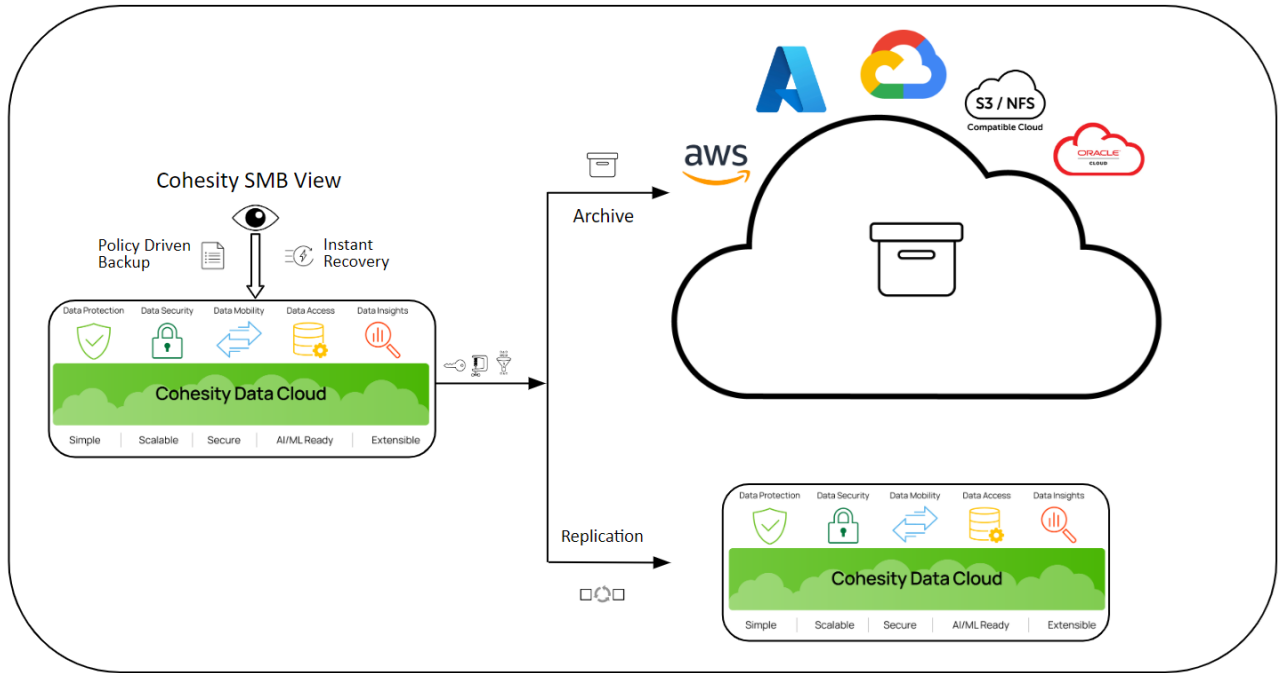 Cohesity SMB View
Policy Driven
Backup
Instant
Recovery
Data Protection Data Security Data Mobility Data Access Data Insights
Cohesity Data Cloud
Simple Scalable Secure AI/ML Ready Extensible
Archive
aws
S3 / NFS
Compatible Cloud
ORACLE
CLOUD
Replication
Data Protection Data Security Data Mobility Data Access Data Insights
Cohesity Data Cloud
Simple Scalable Secure AI/ML Ready Extensible